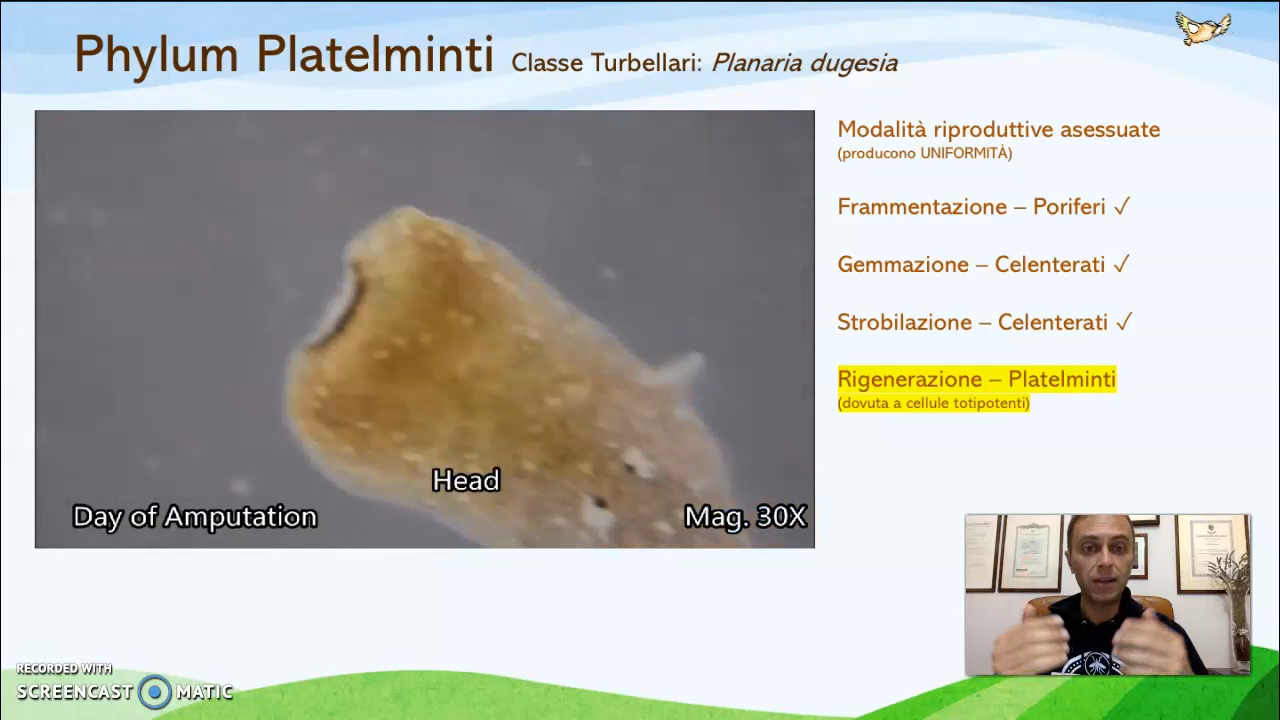 Phylum Platelminti Classe Turbellari: Planaria dugesia
Modalità riproduttive asessuate
(producono UNIFORMITÀ)
Frammentazione – Poriferi ✓
Gemmazione – Celenterati ✓
Strobilazione – Celenterati ✓
Rigenerazione – Platelminti
(dovuta a cellule totipotenti)
Head
Day of Amputation
Mag. 30X
RECORDED WITH
SCREENCAST MATIC